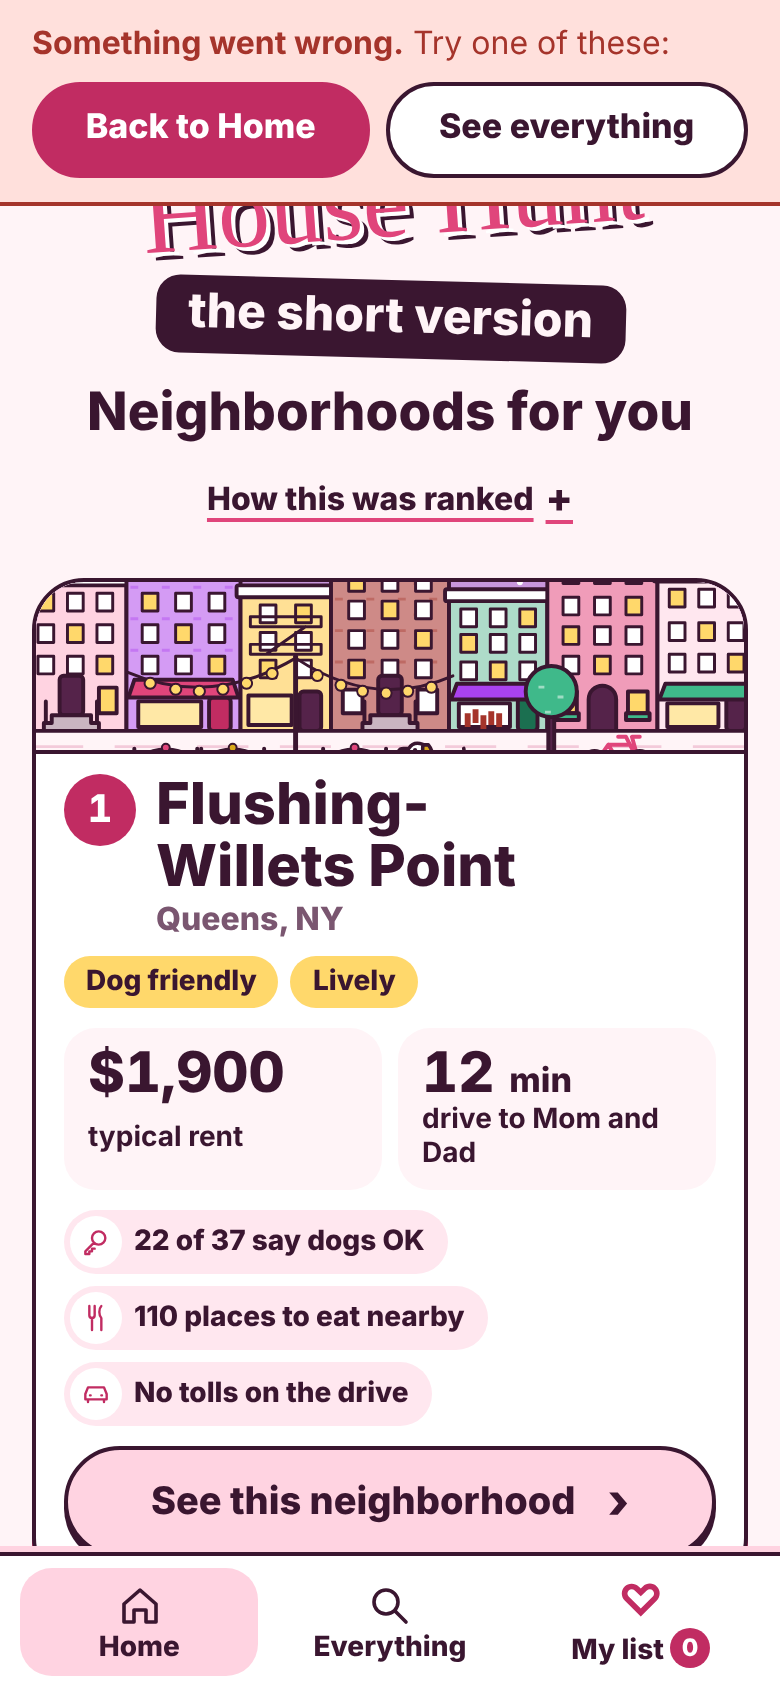 Something went wrong. Try one of these:
Back to Home
See everything
House Hunt
the short version
Neighborhoods for you
How this was ranked +
1
Flushing-
Willets Point
Queens, NY
Dog friendly
Lively
$1,900
typical rent
12 min
drive to Mom and
Dad
22 of 37 say dogs OK
110 places to eat nearby
No tolls on the drive
See this neighborhood ›
Home
Everything
My list 0